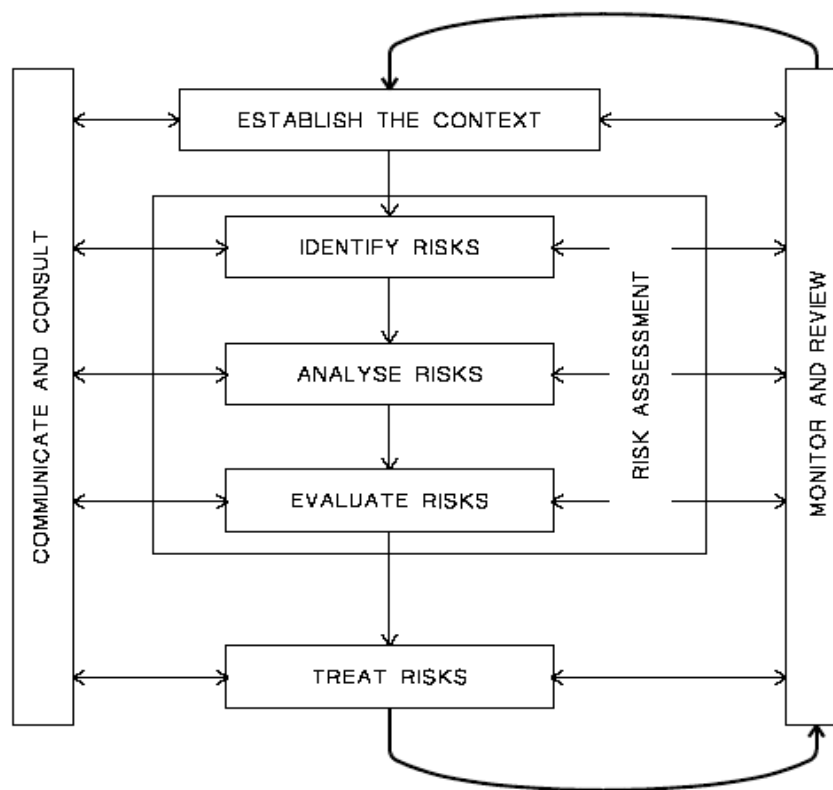 ESTABLISH THE CONTEXT
IDENTIFY RISKS
ANALYSE RISKS
EVALUATE RISKS
TREAT RISKS
COMMUNICATE AND CONSULT
RISK ASSESSMENT
MONITOR AND REVIEW